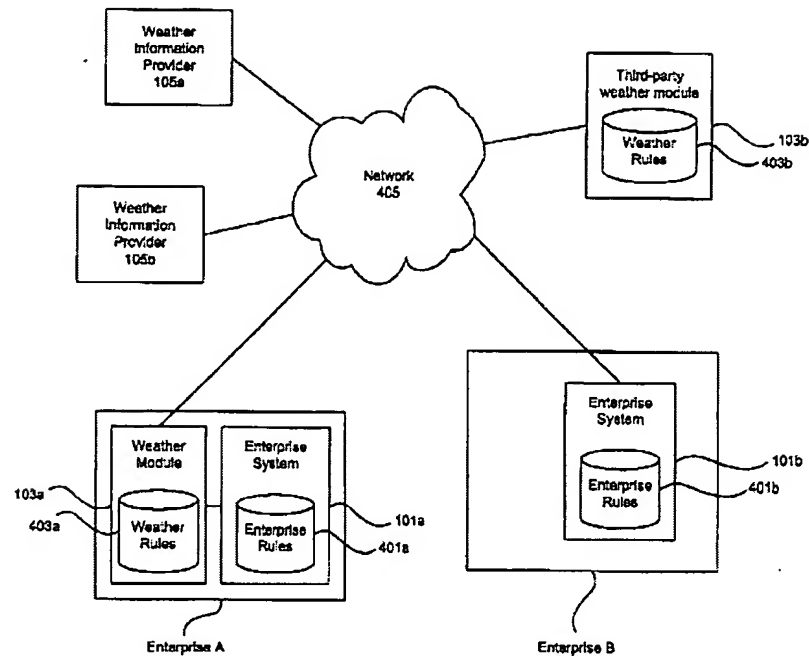 Weather
Information
Provider
105a
Weather
Information
Provider
105b
Network
405
Third-party
weather module
Weather
Rules
103b
403b
Weather
Module
Weather
Rules
103a
403a
Enterprise
System
Enterprise
Rules
101a
401a
Enterprise A
Enterprise
System
Enterprise
Rules
101b
401b
Enterprise B